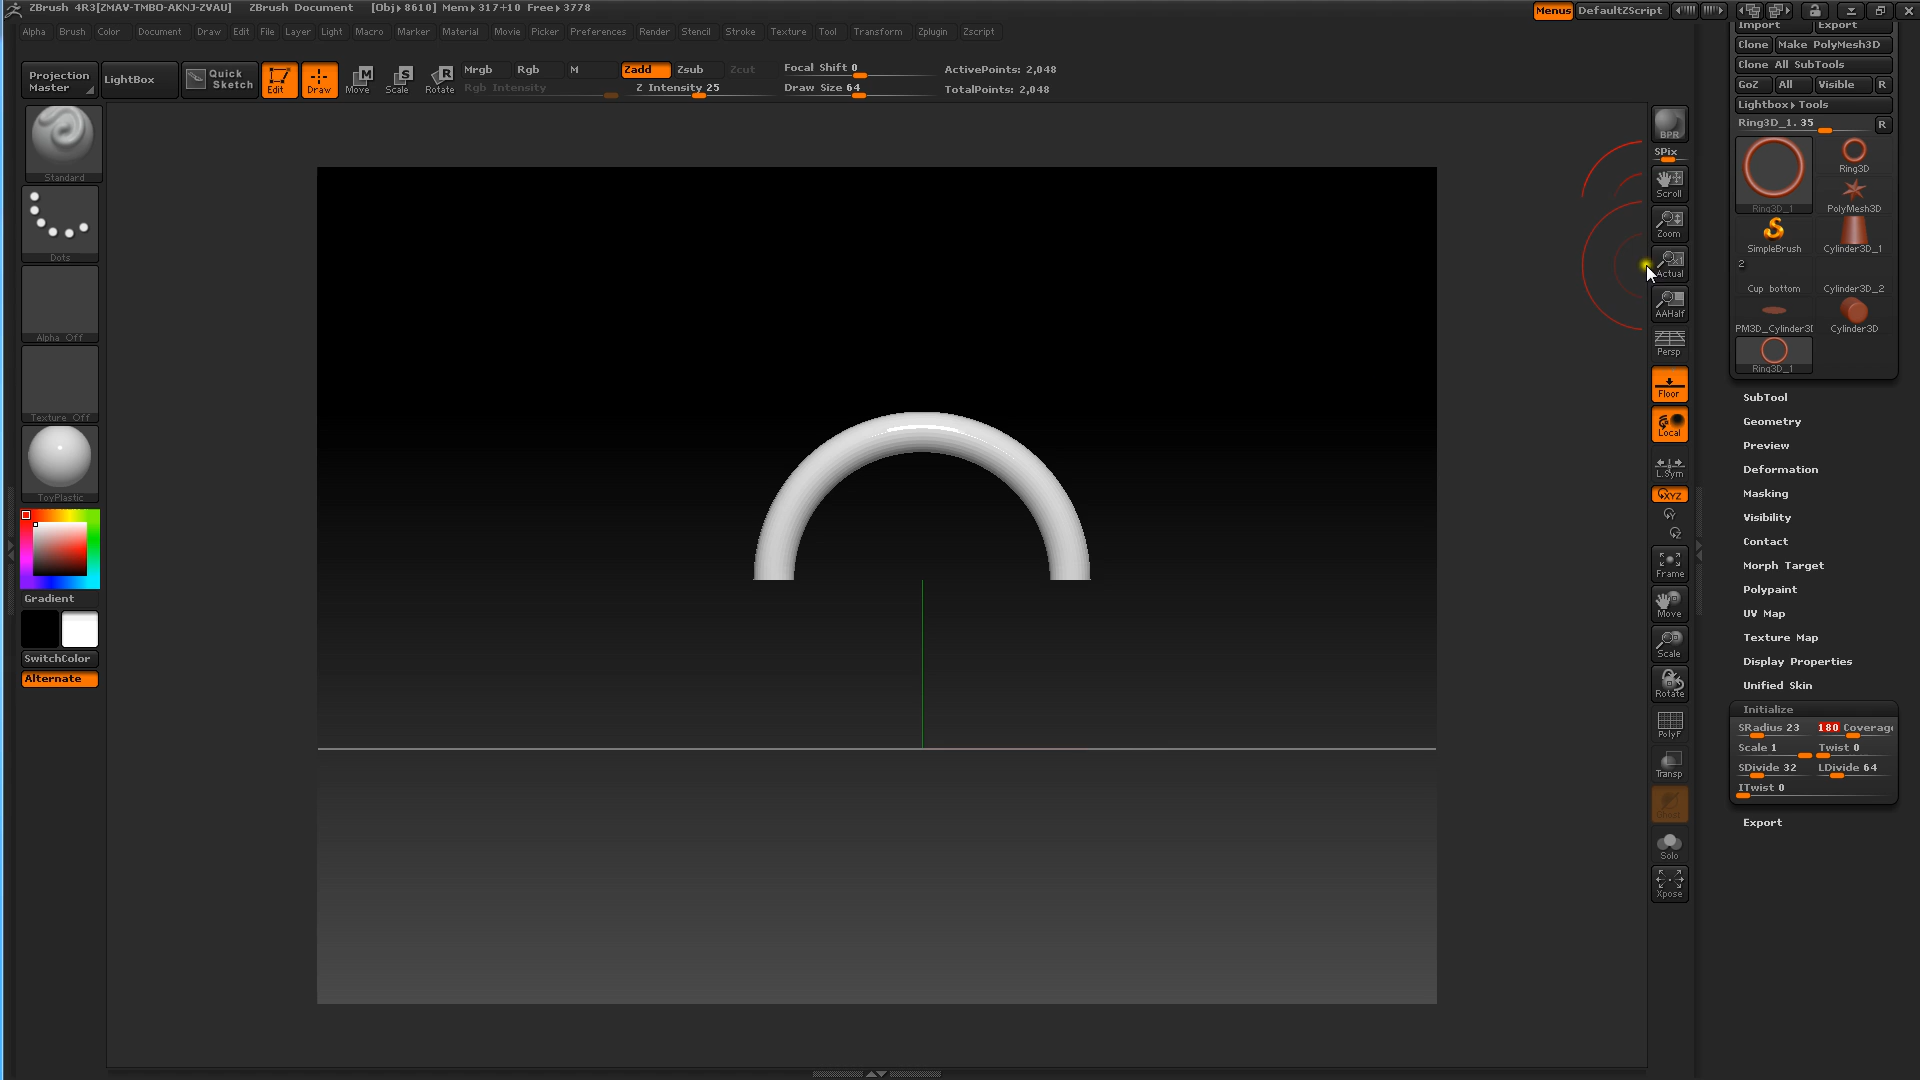 ZBrush 4R3[ZMAV-TMBO-AKNJ-ZVAU] ZBrush Document [Obj▸8610] Mem▸317+10 Free▸3778 Menus DefaultZScript
Alpha Brush Color Document Draw Edit File Layer Light Macro Marker Material Movie Picker Preferences Render Stencil Stroke Texture Tool Transform Zplugin Zscript
Projection Master
LightBox
Quick Sketch
Edit
Draw
Move
Scale
Rotate
Mrgb Rgb M Zadd Zsub Zcut
Rgb Intensity Z Intensity 25
Focal Shift 0
Draw Size 64
ActivePoints: 2,048
TotalPoints: 2,048
Standard
Dots
Alpha Off
Texture Off
ToyPlastic
Gradient
SwitchColor
Alternate
BPR
SPix
Scroll
Zoom
Actual
AAHalf
Persp
Floor
Local
L.Sym
XYZ
Y
Z
Frame
Move
Scale
Rotate
PolyF
Transp
Solo
Xpose
Import Export
Clone Make PolyMesh3D
Clone All SubTools
GoZ All Visible R
Lightbox▸Tools
Ring3D_1. 35 R
Ring3D_1
Ring3D
PolyMesh3D
SimpleBrush Cylinder3D_1
2
Cup bottom Cylinder3D_2
PM3D_Cylinder3D Cylinder3D
Ring3D_1
SubTool
Geometry
Preview
Deformation
Masking
Visibility
Contact
Morph Target
Polypaint
UV Map
Texture Map
Display Properties
Unified Skin
Initialize
SRadius 23 180 Coverage
Scale 1 Twist 0
SDivide 32 LDivide 64
ITwist 0
Export